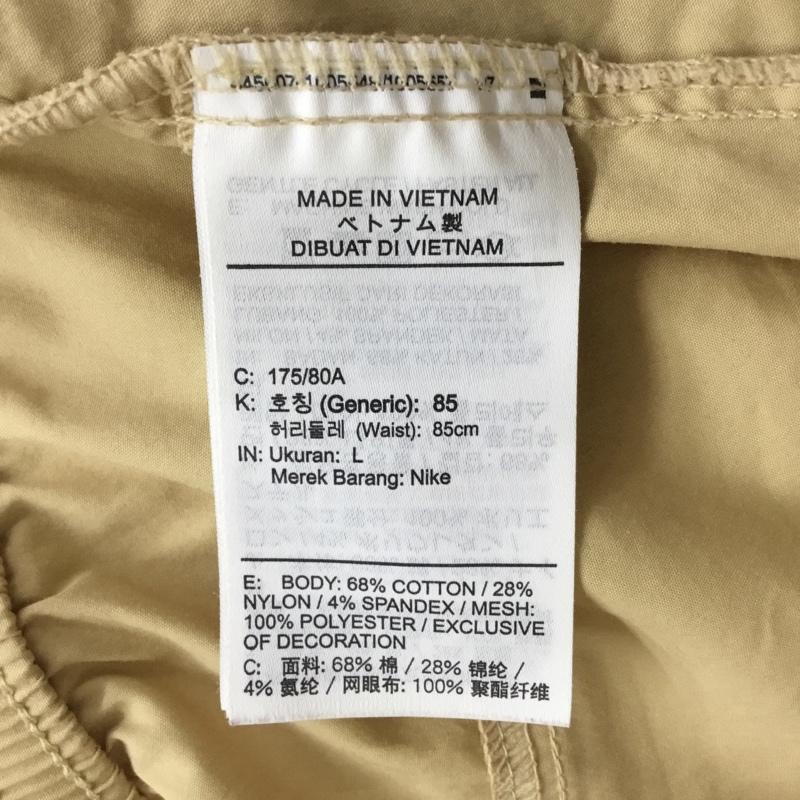 MADE IN VIETNAM
ベトナム製
DIBUAT DI VIETNAM
C: 175/80A
K: 호칭 (Generic): 85
허리둘레 (Waist): 85cm
IN: Ukuran: L
Merek Barang: Nike
E: BODY: 68% COTTON / 28%
NYLON / 4% SPANDEX / MESH:
100% POLYESTER / EXCLUSIVE
OF DECORATION
C: 面料: 68% 棉 / 28% 锦纶 /
4% 氨纶 / 网眼布: 100% 聚酯纤维